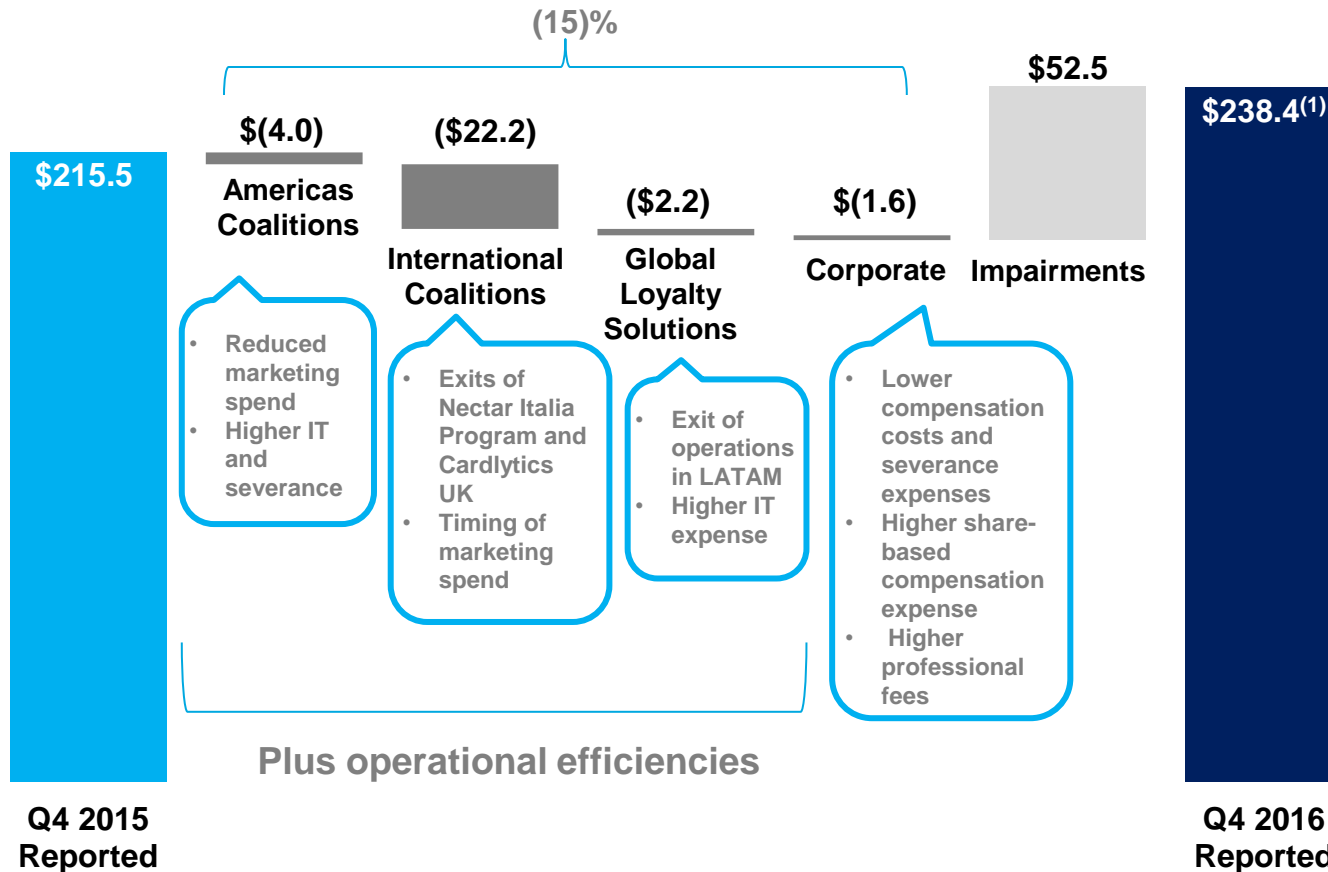 (15)%
$52.5
$238.4(1)
$215.5
$(4.0)
Americas
Coalitions
($22.2)
International
Coalitions
($2.2)
Global
Loyalty
Solutions
$(1.6)
Corporate
Impairments
• Reduced
marketing
spend
• Higher IT
and
severance
• Exits of
Nectar Italia
Program and
Cardlytics
UK
• Timing of
marketing
spend
• Exit of
operations
in LATAM
• Higher IT
expense
• Lower
compensation
costs and
severance
expenses
• Higher share-
based
compensation
expense
• Higher
professional
fees
Plus operational efficiencies
Q4 2015
Reported
Q4 2016
Reported